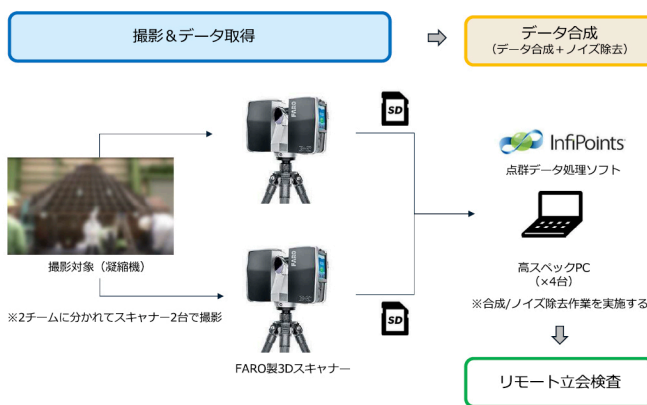 撮影＆データ取得
データ合成
（データ合成＋ノイズ除去）
SD
FARO
InfiPoints
点群データ処理ソフト
撮影対象（凝縮機）
※2チームに分かれてスキャナー2台で撮影
高スペックPC
（×4台）
※合成/ノイズ除去作業を実施する
FARO
SD
FARO製3Dスキャナー
リモート立会検査